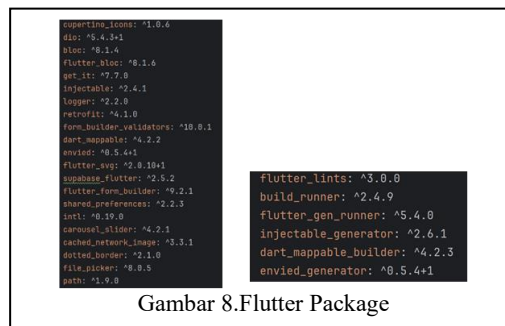 cupertino_icons: ^1.0.6
dio: ^5.4.3+1
bloc: ^8.1.4
flutter_bloc: ^8.1.6
get_it: ^7.7.0
injectable: ^2.4.1
logger: ^2.2.0
retrofit: ^4.1.0
form_builder_validators: ^10.0.1
dart_mappable: ^4.2.2
envied: ^0.5.4+1
flutter_svg: ^2.0.10+1
supabase_flutter: ^2.5.2
flutter_form_builder: ^9.2.1
shared_preferences: ^2.2.3
intl: ^0.19.0
carousel_slider: ^4.2.1
cached_network_image: ^3.3.1
dotted_border: ^2.1.0
file_picker: ^8.0.5
path: ^1.9.0
flutter_lints: ^3.0.0
build_runner: ^2.4.9
flutter_gen_runner: ^5.4.0
injectable_generator: ^2.6.1
dart_mappable_builder: ^4.2.3
envied_generator: ^0.5.4+1
Gambar 8.Flutter Package